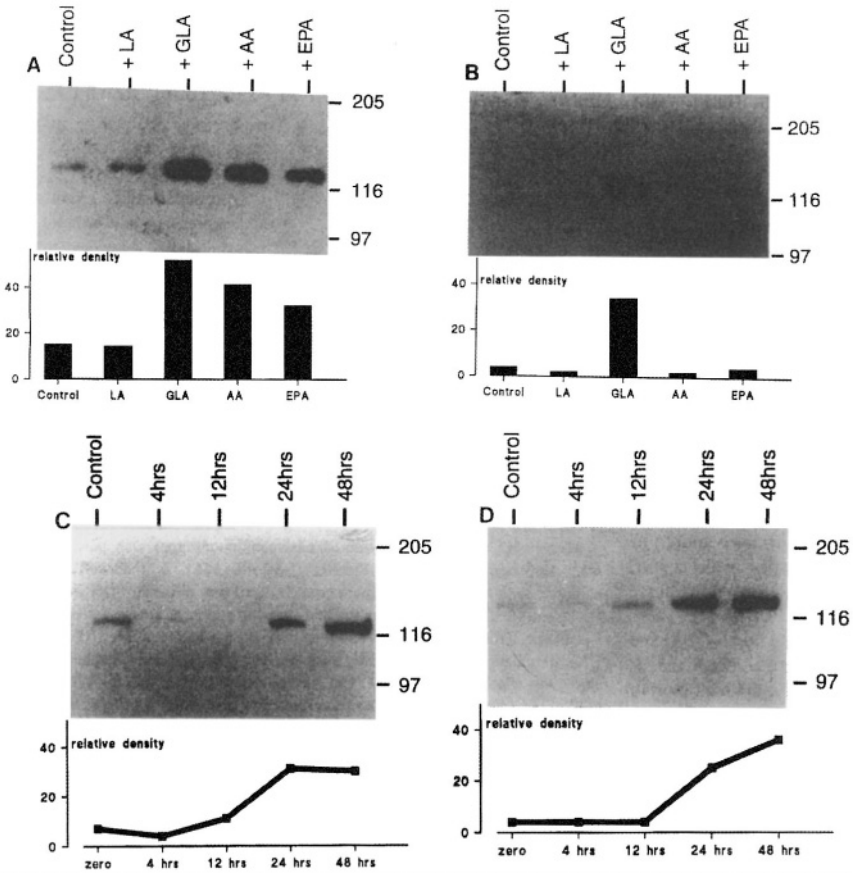 A
Control
+ LA
+ GLA
+ AA
+ EPA
205
116
97
relative density
40
20
0
Control LA GLA AA EPA
B
Control
+ LA
+ GLA
+ AA
+ EPA
205
116
97
relative density
40
20
0
Control LA GLA AA EPA
C
Control
4hrs
12hrs
24hrs
48hrs
205
116
97
relative density
40
20
0
zero 4 hrs 12 hrs 24 hrs 48 hrs
D
Control
4hrs
12hrs
24hrs
48hrs
205
116
97
relative density
40
20
0
zero 4 hrs 12 hrs 24 hrs 48 hrs